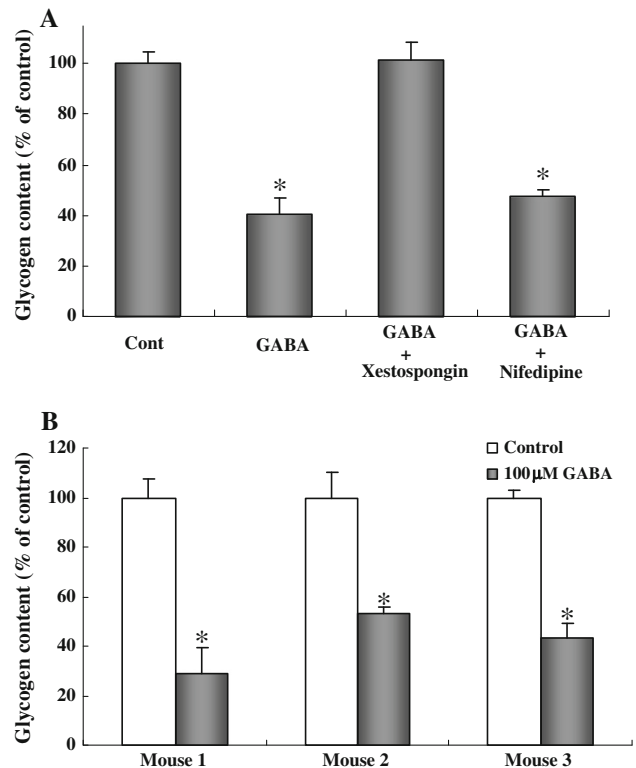 A
Glycogen content (% of control)
100
80
60
40
20
0
*
*
Cont
GABA
GABA
+
Xestospongin
GABA
+
Nifedipine
B
Glycogen content (% of control)
120
100
80
60
40
20
0
Control
100μM GABA
*
*
*
Mouse 1
Mouse 2
Mouse 3